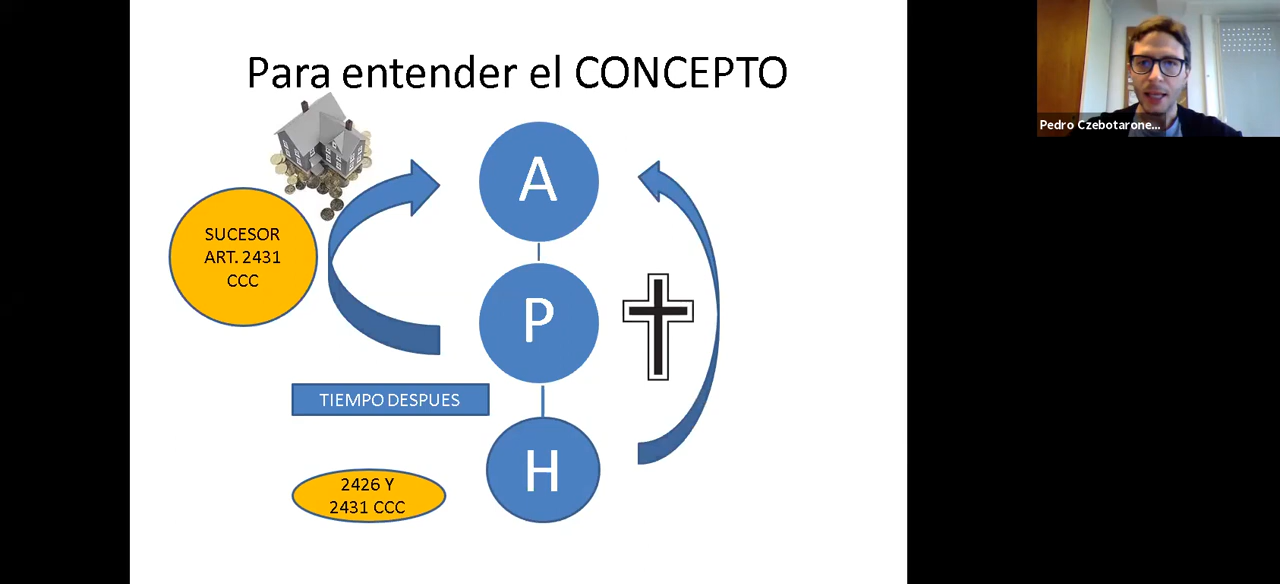 Para entender el CONCEPTO
A
SUCESOR
ART. 2431
CCC
P
TIEMPO DESPUES
H
2426 Y
2431 CCC
Pedro Czebotarone...